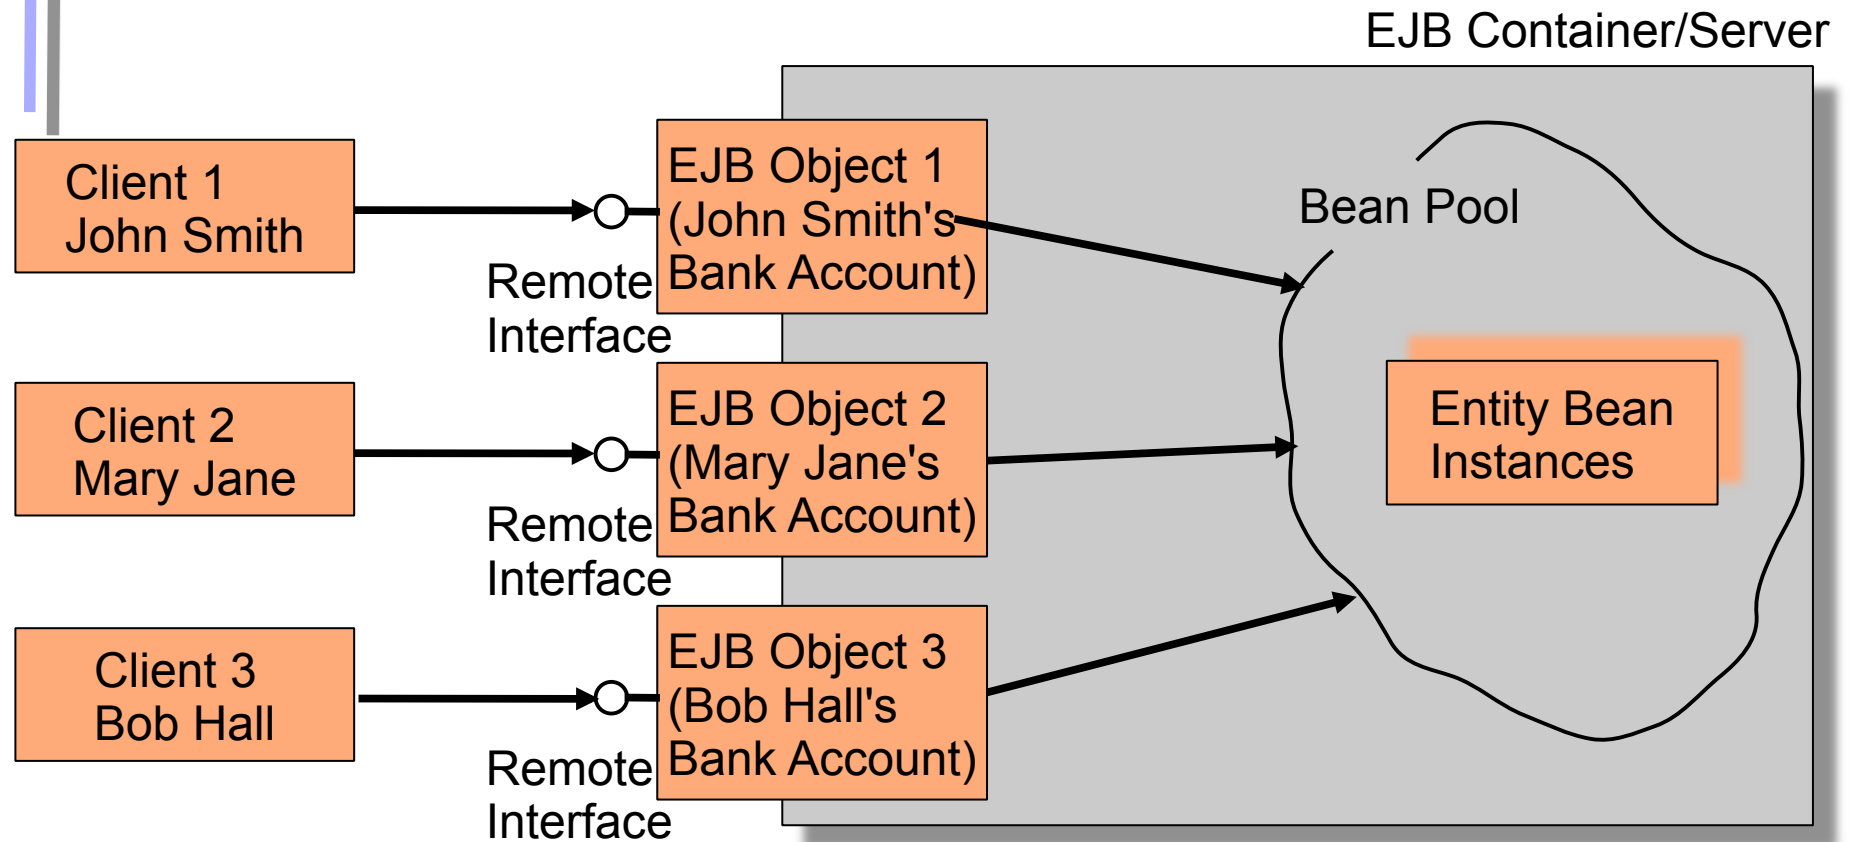 EJB Container/Server
Client 1
John Smith
Remote
Interface
EJB Object 1
(John Smith's
Bank Account)
Bean Pool
Client 2
Mary Jane
Remote
Interface
EJB Object 2
(Mary Jane's
Bank Account)
Entity Bean
Instances
Client 3
Bob Hall
Remote
Interface
EJB Object 3
(Bob Hall's
Bank Account)